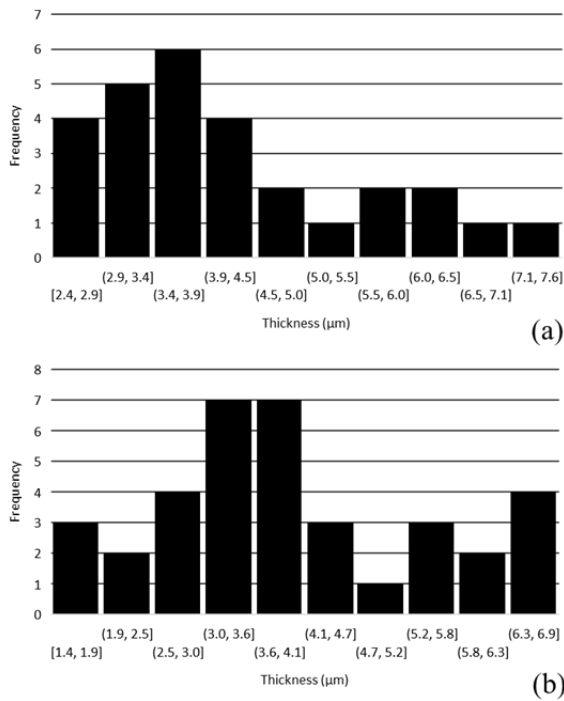 7
6
5
4
3
2
1
0
Frequency
(2.9, 3.4] (3.9, 4.5] (5.0, 5.5] (6.0, 6.5] (7.1, 7.6]
[2.4, 2.9] (3.4, 3.9] (4.5, 5.0] (5.5, 6.0] (6.5, 7.1]
Thickness (µm)
(a)
8
7
6
5
4
3
2
1
0
Frequency
(1.9, 2.5] (3.0, 3.6] (4.1, 4.7] (5.2, 5.8] (6.3, 6.9]
[1.4, 1.9] (2.5, 3.0] (3.6, 4.1] (4.7, 5.2] (5.8, 6.3]
Thickness (µm)
(b)